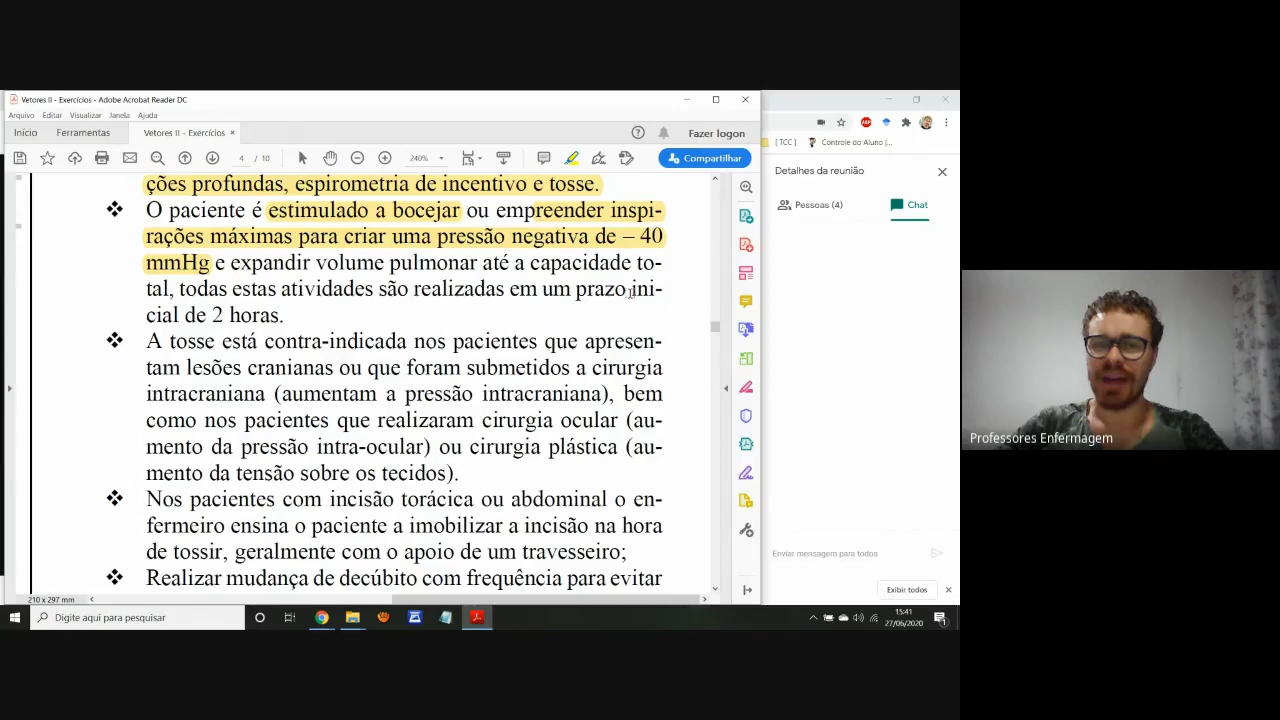 Vetores II - Exercícios - Adobe Acrobat Reader DC
Arquivo Editar Visualizar Janela Ajuda
Início Ferramentas Vetores II - Exercícios × Fazer logon
4 / 10 240% Compartilhar
ções profundas, espirometria de incentivo e tosse.
❖ O paciente é estimulado a bocejar ou empreender inspi-
rações máximas para criar uma pressão negativa de – 40
mmHg e expandir volume pulmonar até a capacidade to-
tal, todas estas atividades são realizadas em um prazo ini-
cial de 2 horas.
❖ A tosse está contra-indicada nos pacientes que apresen-
tam lesões cranianas ou que foram submetidos a cirurgia
intracraniana (aumentam a pressão intracraniana), bem
como nos pacientes que realizaram cirurgia ocular (au-
mento da pressão intra-ocular) ou cirurgia plástica (au-
mento da tensão sobre os tecidos).
❖ Nos pacientes com incisão torácica ou abdominal o en-
fermeiro ensina o paciente a imobilizar a incisão na hora
de tossir, geralmente com o apoio de um travesseiro;
❖ Realizar mudança de decúbito com frequência para evitar
210 x 297 mm
[ TCC ] Controle do Aluno |...
Detalhes da reunião
Pessoas (4) Chat
Enviar mensagem para todos
Exibir todos
Professores Enfermagem
Digite aqui para pesquisar
15:41
27/06/2020